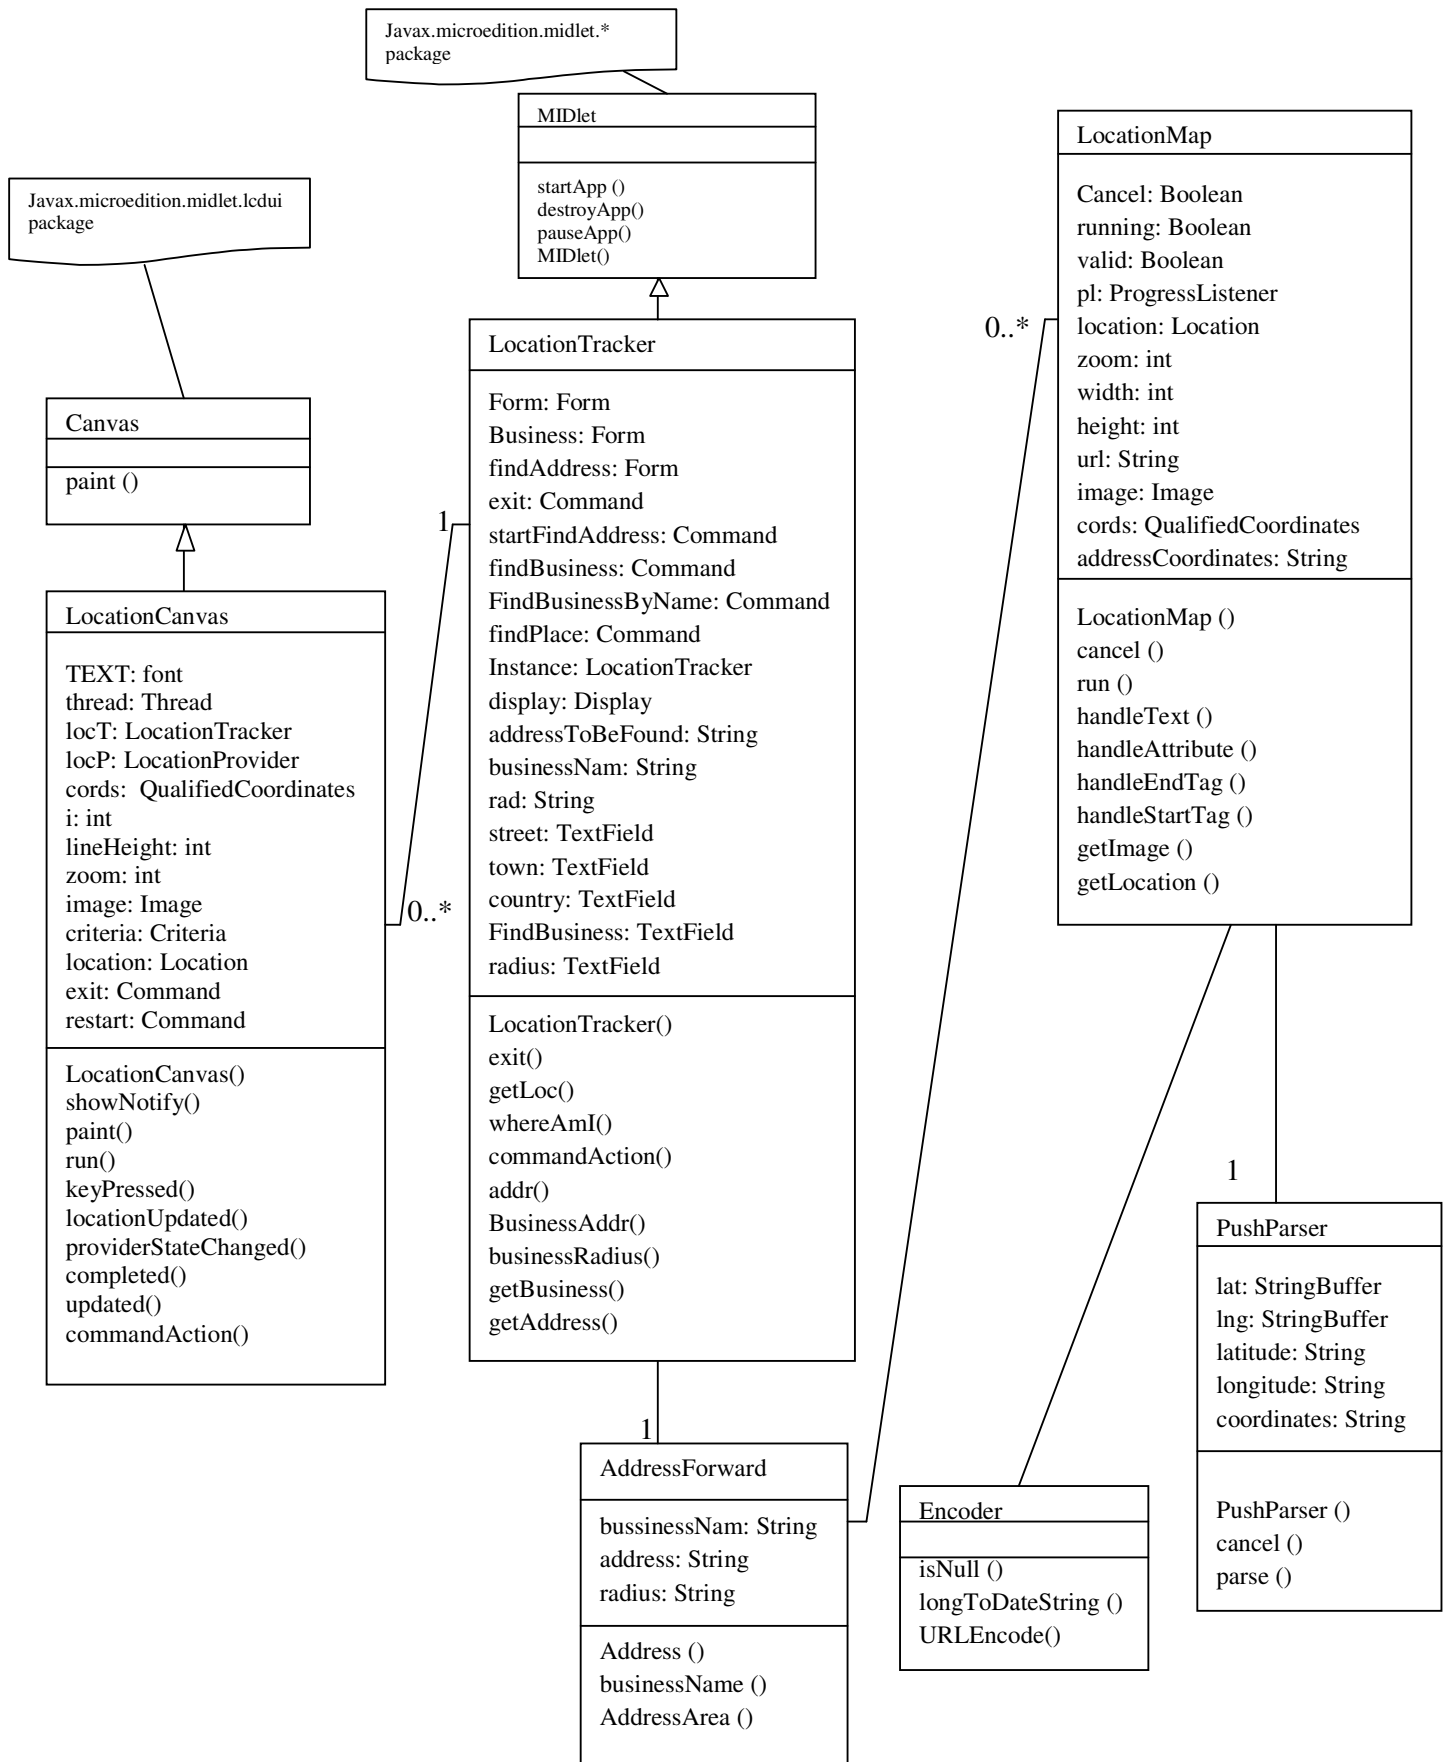 Javax.microedition.midlet.*
package
MIDlet
startApp ()
destroyApp()
pauseApp()
MIDlet()
Javax.microedition.midlet.lcdui
package
Canvas
paint ()
LocationCanvas
TEXT: font
thread: Thread
locT: LocationTracker
locP: LocationProvider
cords:  QualifiedCoordinates
i: int
lineHeight: int
zoom: int
image: Image
criteria: Criteria
location: Location
exit: Command
restart: Command
LocationCanvas()
showNotify()
paint()
run()
keyPressed()
locationUpdated()
providerStateChanged()
completed()
updated()
commandAction()
1
0..*
LocationTracker
Form: Form
Business: Form
findAddress: Form
exit: Command
startFindAddress: Command
findBusiness: Command
FindBusinessByName: Command
findPlace: Command
Instance: LocationTracker
display: Display
addressToBeFound: String
businessNam: String
rad: String
street: TextField
town: TextField
country: TextField
FindBusiness: TextField
radius: TextField
LocationTracker()
exit()
getLoc()
whereAmI()
commandAction()
addr()
BusinessAddr()
businessRadius()
getBusiness()
getAddress()
1
AddressForward
bussinessNam: String
address: String
radius: String
Address ()
businessName ()
AddressArea ()
0..*
LocationMap
Cancel: Boolean
running: Boolean
valid: Boolean
pl: ProgressListener
location: Location
zoom: int
width: int
height: int
url: String
image: Image
cords: QualifiedCoordinates
addressCoordinates: String
LocationMap ()
cancel ()
run ()
handleText ()
handleAttribute ()
handleEndTag ()
handleStartTag ()
getImage ()
getLocation ()
Encoder
isNull ()
longToDateString ()
URLEncode()
1
PushParser
lat: StringBuffer
lng: StringBuffer
latitude: String
longitude: String
coordinates: String
PushParser ()
cancel ()
parse ()